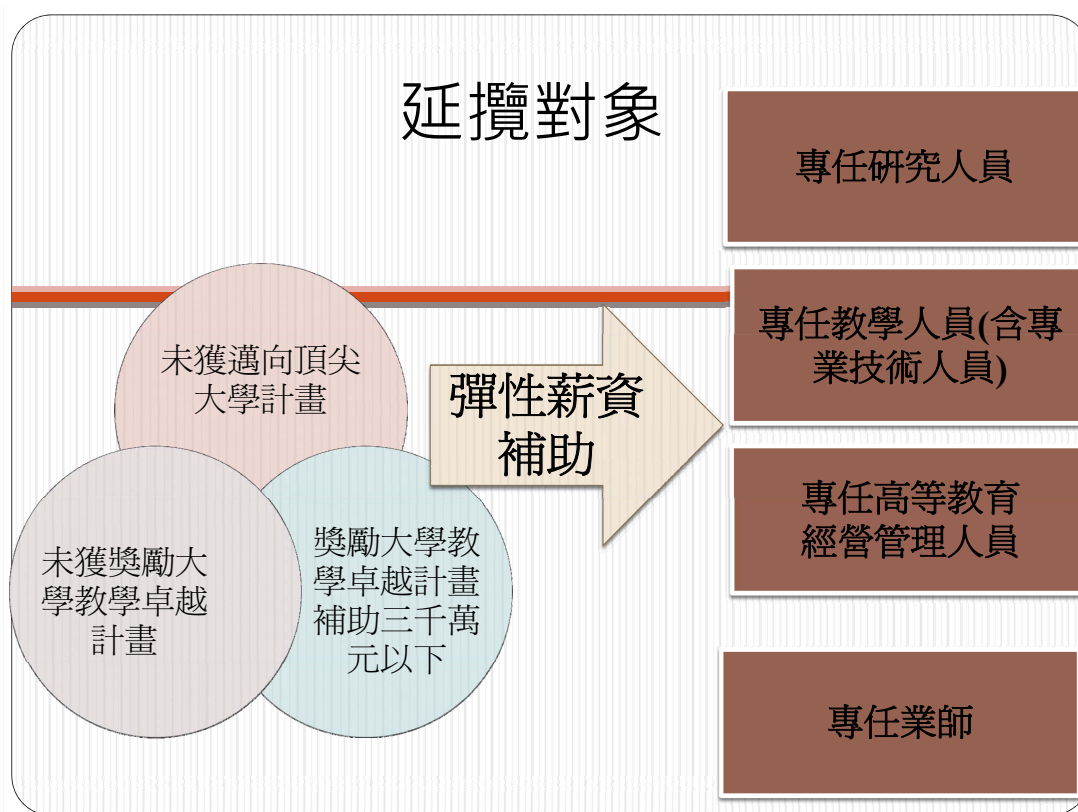 延攬對象
未獲邁向頂尖
大學計畫
未獲獎勵大
學教學卓越
計畫
獎勵大學教
學卓越計畫
補助三千萬
元以下
彈性薪資
補助
專任研究人員
專任教學人員(含專
業技術人員)
專任高等教育
經營管理人員
專任業師